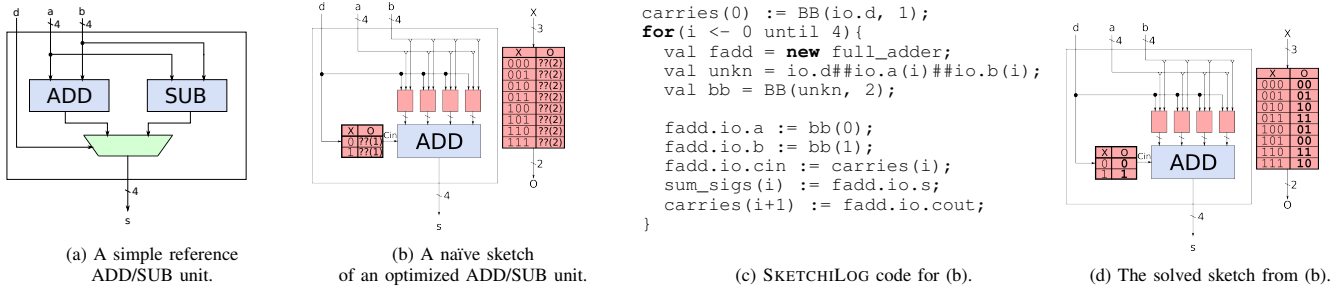 d a b
4 4
ADD SUB
4
s
(a) A simple reference
ADD/SUB unit.
d a b
4 4
X O
0 ??(1)
1 ??(1)
Cin
ADD
4
s
X
3
X O
000 ??(2)
001 ??(2)
010 ??(2)
011 ??(2)
100 ??(2)
101 ??(2)
110 ??(2)
111 ??(2)
2
O
(b) A naïve sketch
of an optimized ADD/SUB unit.
carries(0) := BB(io.d, 1);
for(i <- 0 until 4){
val fadd = new full_adder;
val unkn = io.d##io.a(i)##io.b(i);
val bb = BB(unkn, 2);
fadd.io.a := bb(0);
fadd.io.b := bb(1);
fadd.io.cin := carries(i);
sum_sigs(i) := fadd.io.s;
carries(i+1) := fadd.io.cout;
}
(c) SKETCHILOG code for (b).
d a b
4 4
X O
0 0
1 1
Cin
ADD
4
s
X
3
X O
000 00
001 01
010 10
011 11
100 01
101 00
110 11
111 10
2
O
(d) The solved sketch from (b).